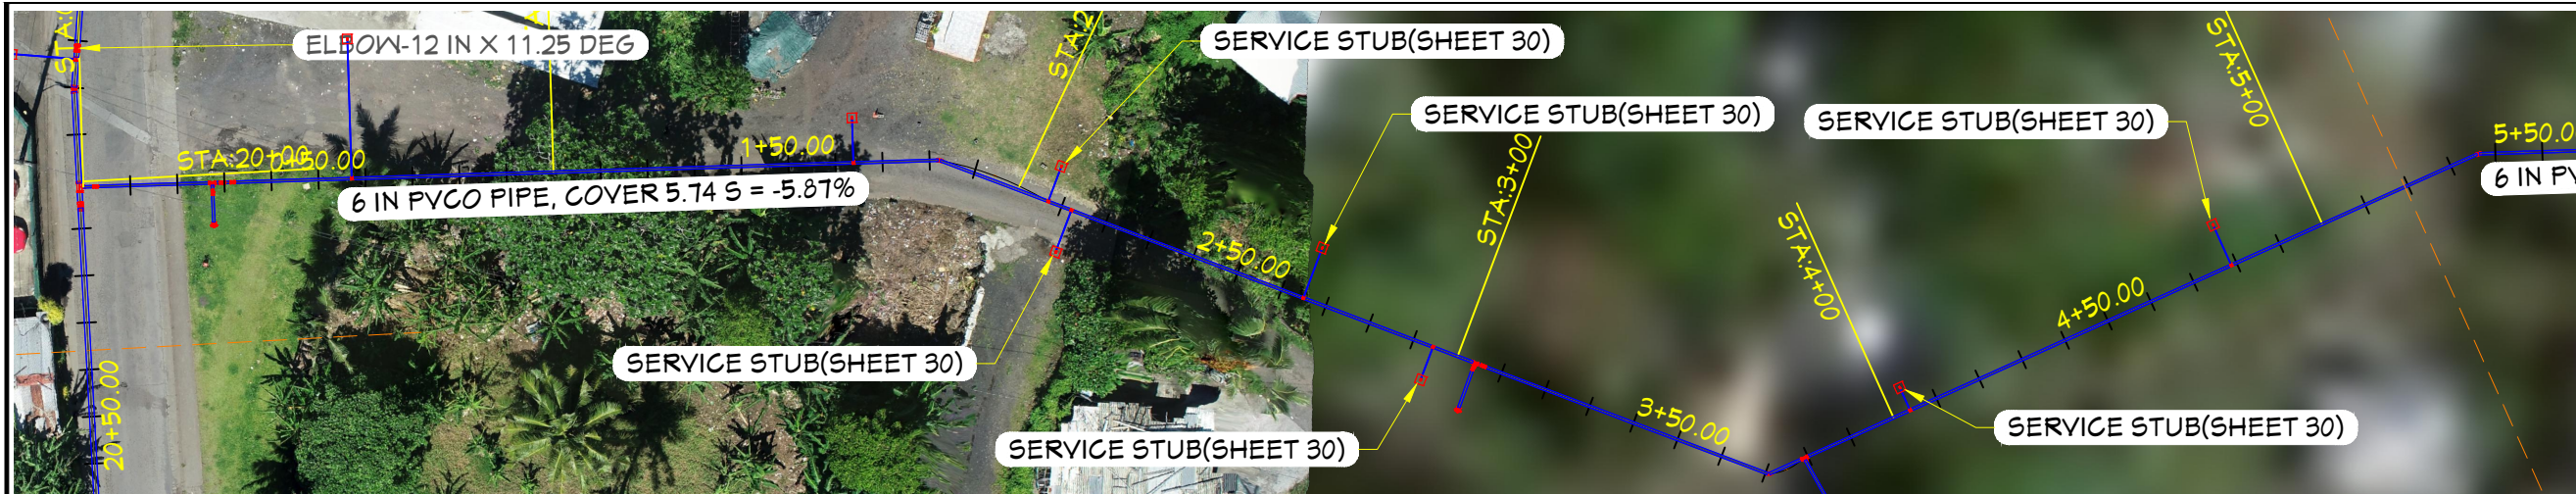 ELBOW-12 IN X 11.25 DEG
SERVICE STUB(SHEET 30)
SERVICE STUB(SHEET 30)
SERVICE STUB(SHEET 30)
STA:5+00
STA:20+00
0+50.00
1+50.00
6 IN PVCO PIPE, COVER 5.74 S = -5.87%
STA:3+00
STA:4+00
2+50.00
4+50.00
SERVICE STUB(SHEET 30)
20+50.00
SERVICE STUB(SHEET 30)
3+50.00
SERVICE STUB(SHEET 30)